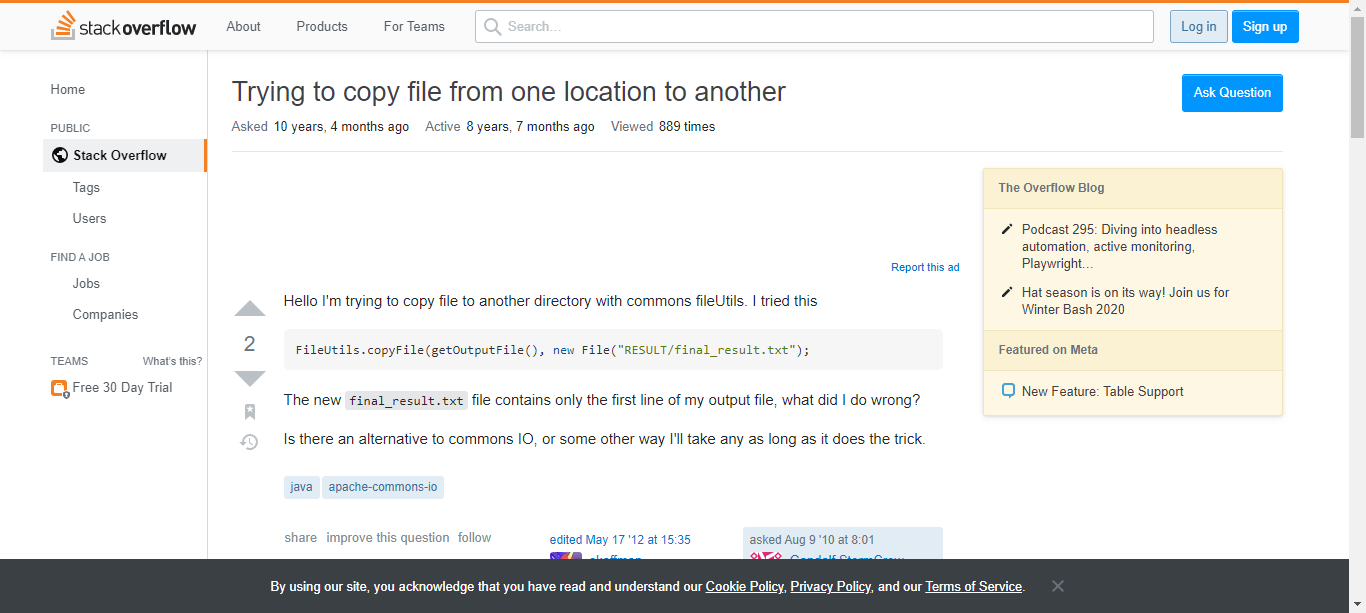 stackoverflow
About
Products
For Teams
Search...
Log in
Sign up
Home
PUBLIC
Stack Overflow
Tags
Users
FIND A JOB
Jobs
Companies
TEAMS
What's this?
Free 30 Day Trial
Trying to copy file from one location to another
Ask Question
Asked 10 years, 4 months ago Active 8 years, 7 months ago Viewed 889 times
Report this ad
Hello I'm trying to copy file to another directory with commons fileUtils. I tried this
2
FileUtils.copyFile(getOutputFile(), new File("RESULT/final_result.txt");
The new final_result.txt file contains only the first line of my output file, what did I do wrong?
Is there an alternative to commons IO, or some other way I'll take any as long as it does the trick.
java
apache-commons-io
share improve this question follow
edited May 17 '12 at 15:35
asked Aug 9 '10 at 8:01
The Overflow Blog
Podcast 295: Diving into headless
automation, active monitoring,
Playwright...
Hat season is on its way! Join us for
Winter Bash 2020
Featured on Meta
New Feature: Table Support
By using our site, you acknowledge that you have read and understand our Cookie Policy, Privacy Policy, and our Terms of Service.